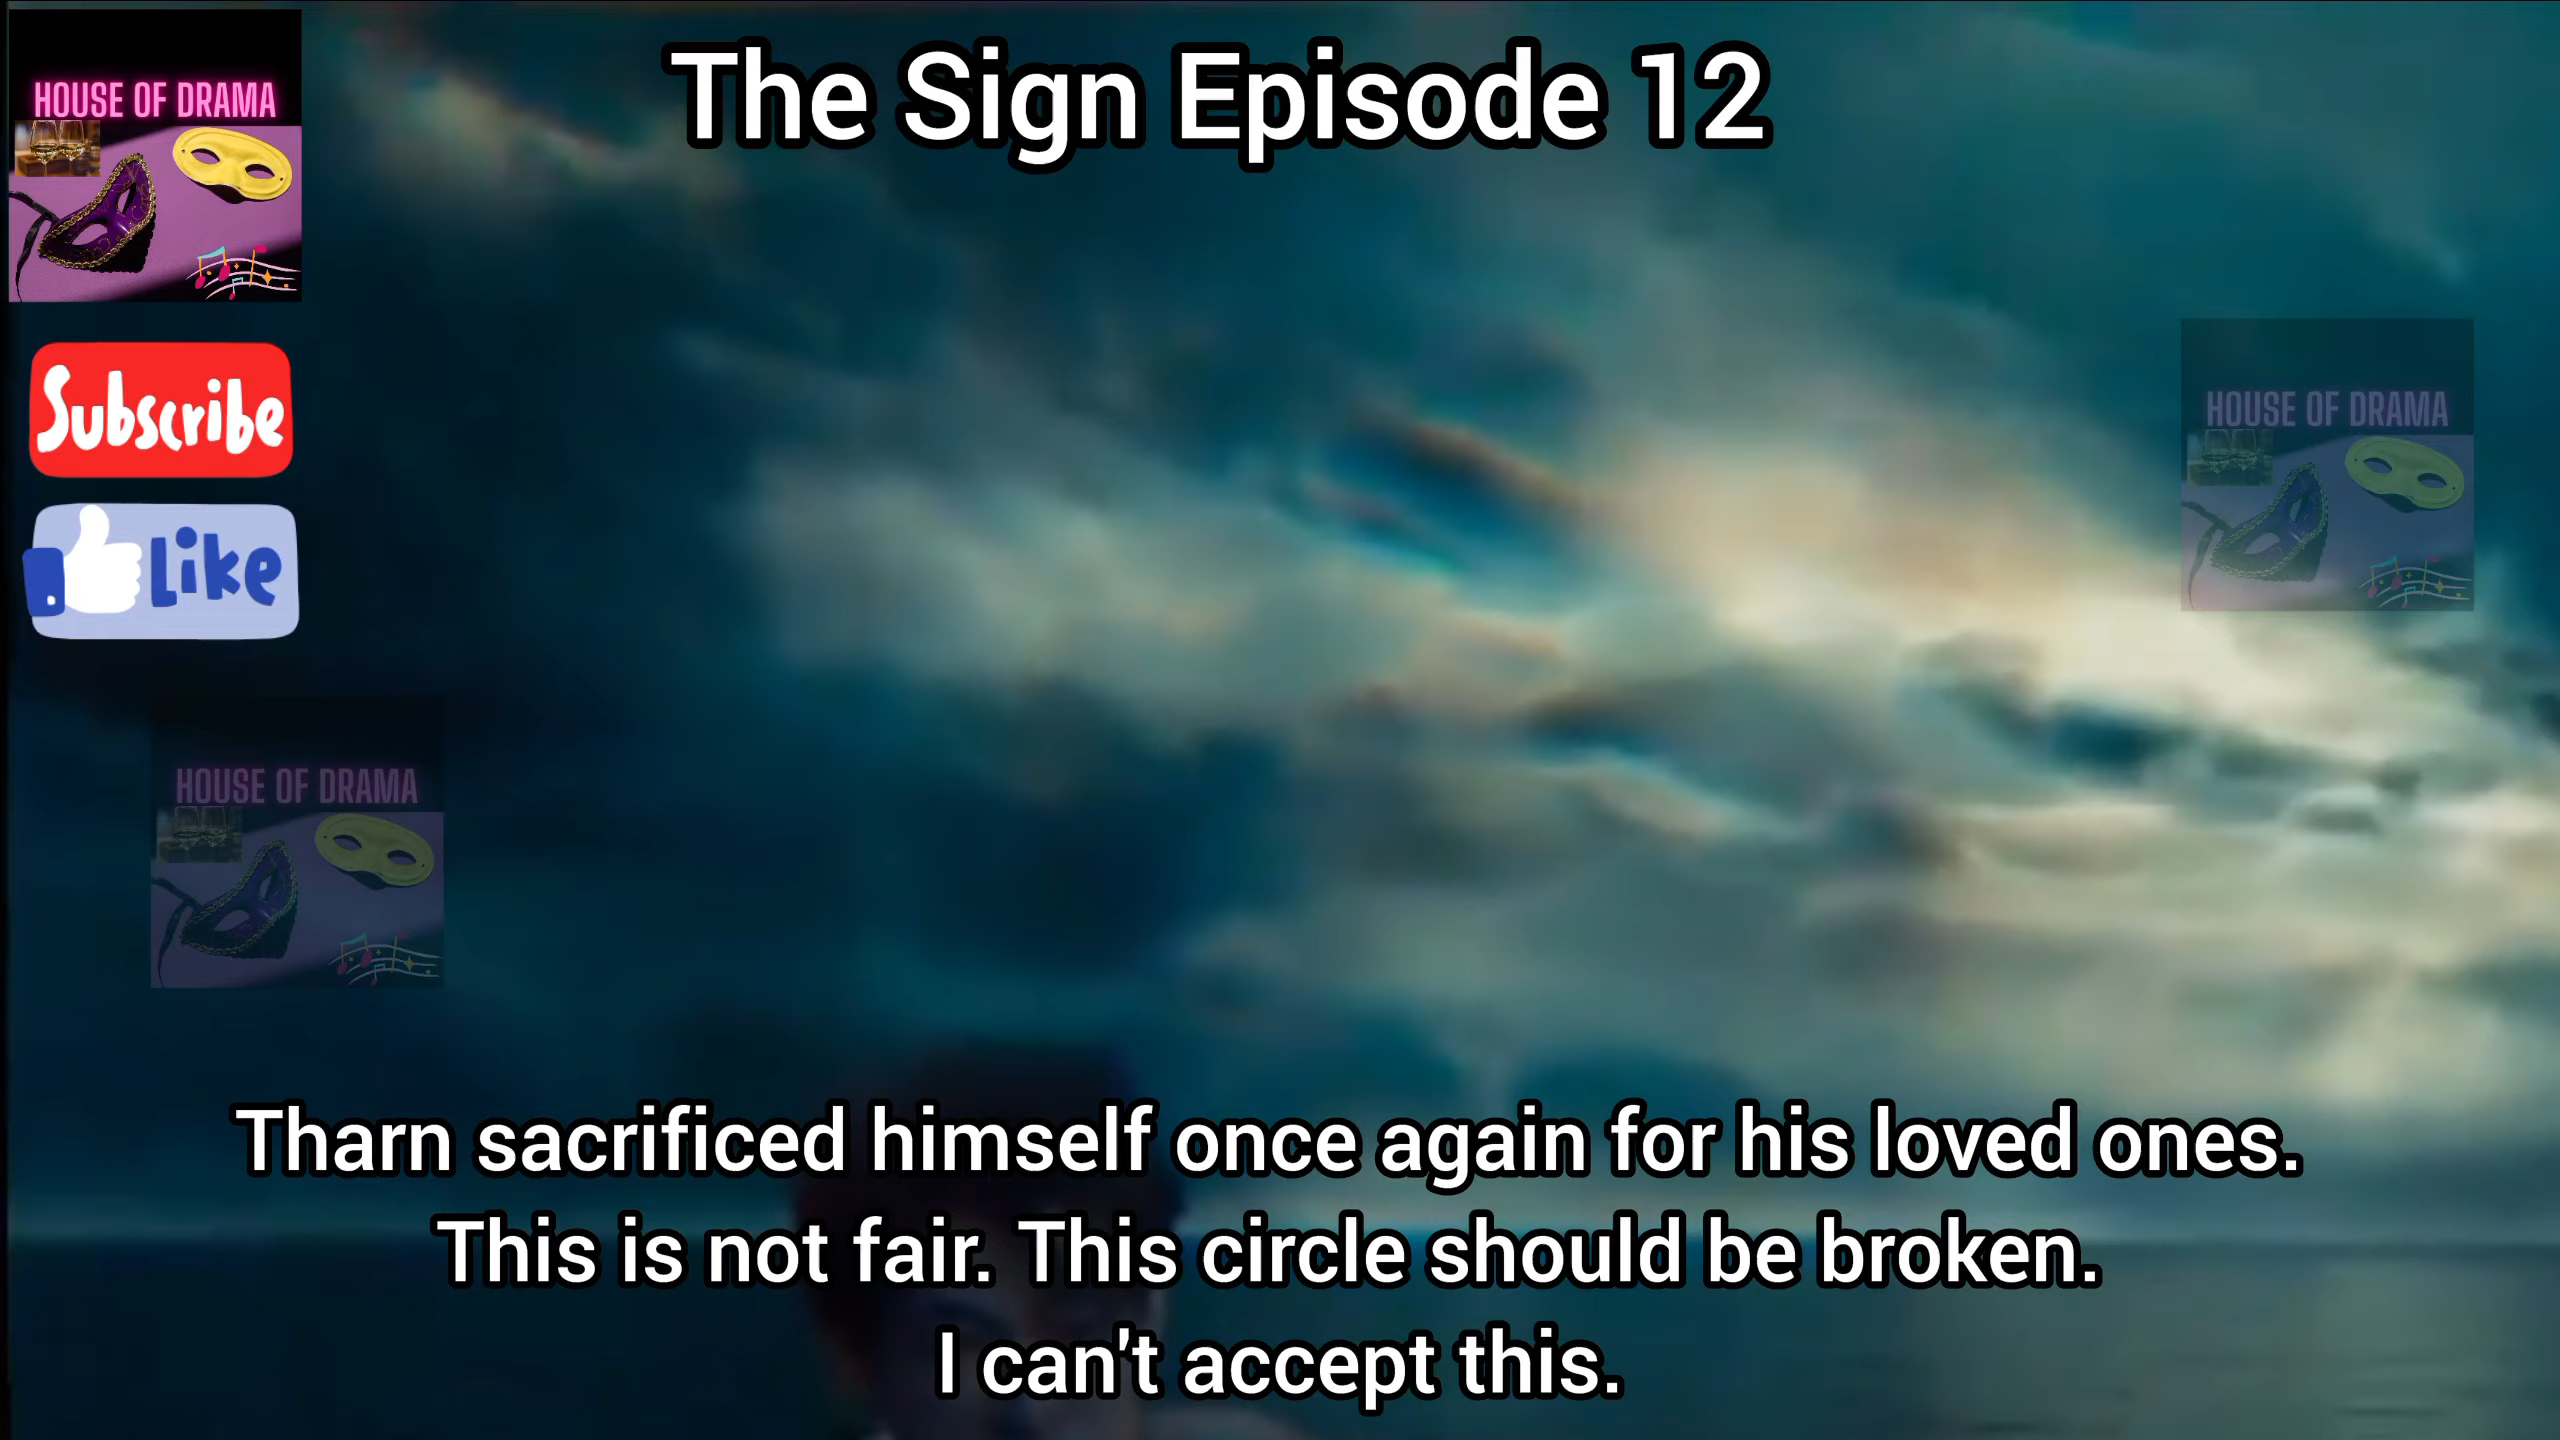 The Sign Episode 12
HOUSE OF DRAMA
Subscribe
Like
HOUSE OF DRAMA
HOUSE OF DRAMA
Tharn sacrificed himself once again for his loved ones.
This is not fair. This circle should be broken.
I can't accept this.